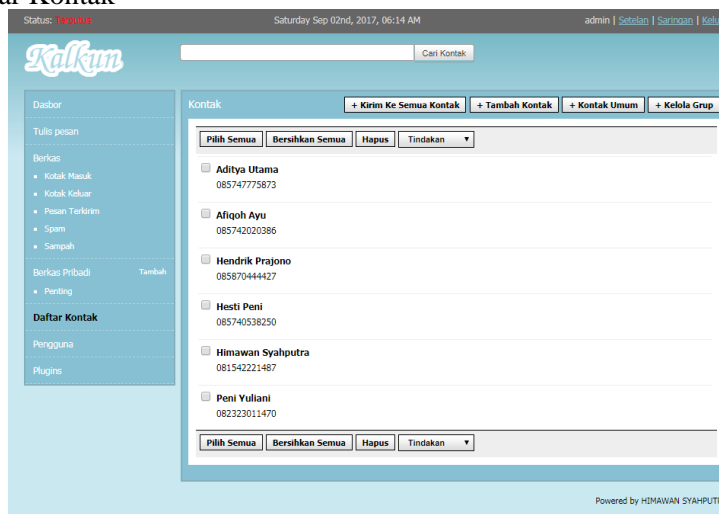 Kontak
Status:
Saturday Sep 02nd, 2017, 06:14 AM
admin | Setelan | Saringan | Kelu
Kalkun
Cari Kontak
Dasbor
Tulis pesan
Berkas
Kotak Masuk
Kotak Keluar
Pesan Terkirim
Spam
Sampah
Berkas Pribadi Tambah
Penting
Daftar Kontak
Pengguna
Plugins
Kontak
+ Kirim Ke Semua Kontak + Tambah Kontak + Kontak Umum + Kelola Grup
Pilih Semua Bersihkan Semua Hapus Tindakan
Aditya Utama
085747775873
Afiqoh Ayu
085742020386
Hendrik Prajono
085870444427
Hesti Peni
085740538250
Himawan Syahputra
081542221487
Peni Yuliani
082323011470
Pilih Semua Bersihkan Semua Hapus Tindakan
Powered by HIMAWAN SYAHPUT